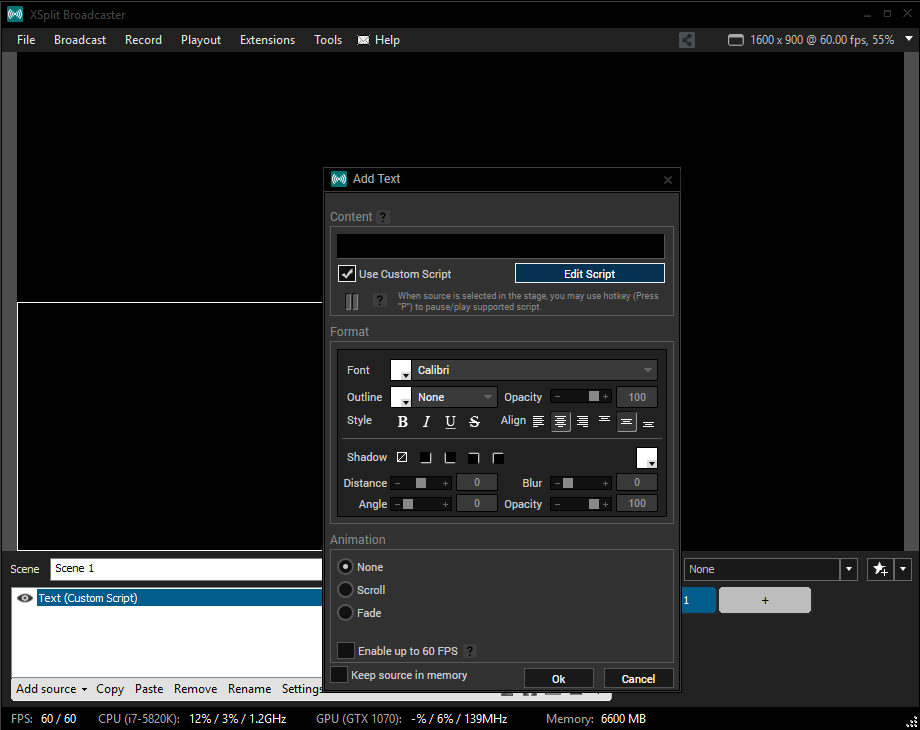 XSplit Broadcaster
File Broadcast Record Playout Extensions Tools Help 1600 x 900 @ 60.00 fps, 55%
Add Text
Content ?
Use Custom Script Edit Script
? When source is selected in the stage, you may use hotkey (Press
"P") to pause/play supported script.
Format
Font Calibri
Outline None Opacity 100
Style B I U S Align
Shadow
Distance 0 Blur 0
Angle 0 Opacity 100
Animation
None
Scroll
Fade
Enable up to 60 FPS ?
Keep source in memory
Ok Cancel
Scene Scene 1 None
Text (Custom Script) 1 +
Add source Copy Paste Remove Rename Settings
FPS: 60 / 60 CPU (i7-5820K): 12% / 3% / 1.2GHz GPU (GTX 1070): -% / 6% / 139MHz Memory: 6600 MB